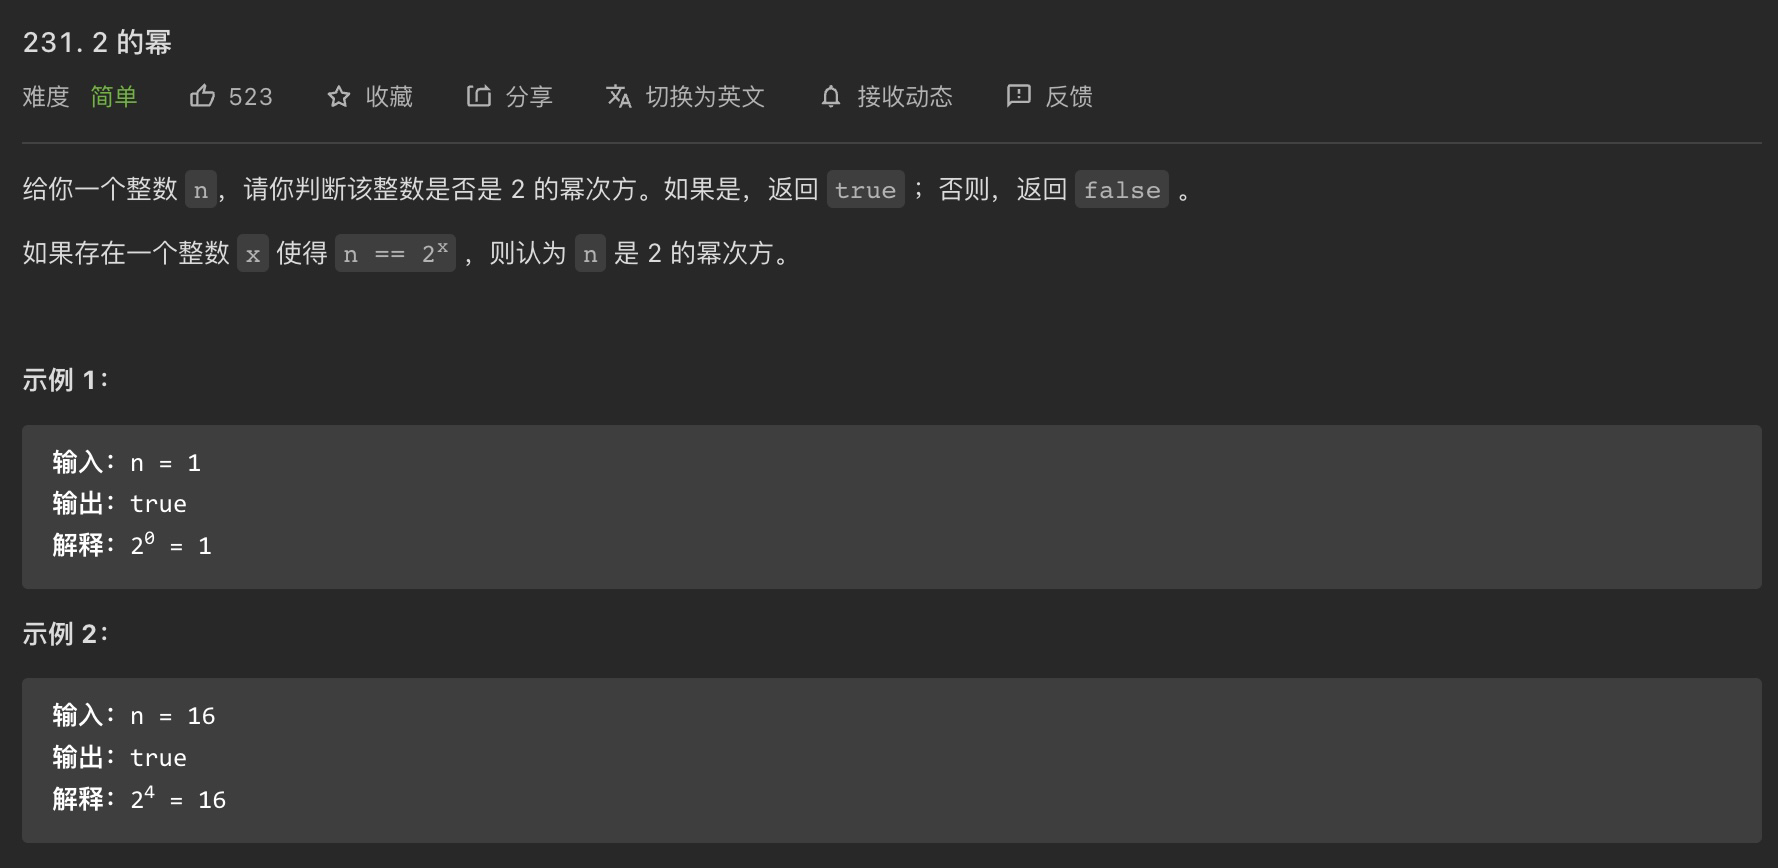 231. 2 的幂
难度 简单 523 收藏 分享 切换为英文 接收动态 反馈
给你一个整数 n，请你判断该整数是否是 2 的幂次方。如果是，返回 true ；否则，返回 false 。
如果存在一个整数 x 使得 n == 2ˣ ，则认为 n 是 2 的幂次方。
示例 1：
输入：n = 1
输出：true
解释：2⁰ = 1
示例 2：
输入：n = 16
输出：true
解释：2⁴ = 16